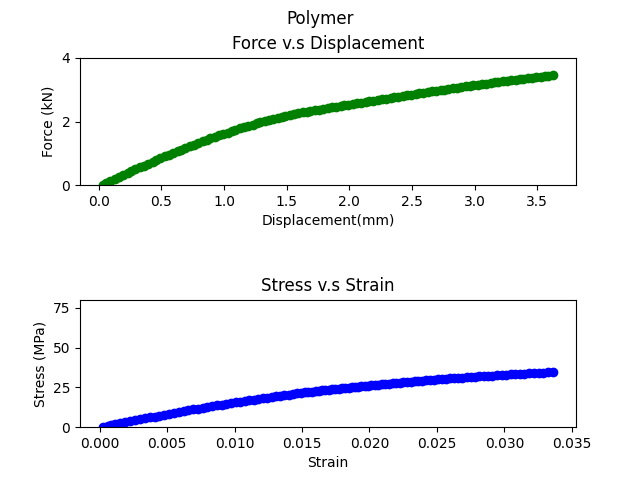 Polymer
Force v.s Displacement
4
2
0
Force (kN)
0.0 0.5 1.0 1.5 2.0 2.5 3.0 3.5
Displacement(mm)
Stress v.s Strain
75
50
25
0
Stress (MPa)
0.000 0.005 0.010 0.015 0.020 0.025 0.030 0.035
Strain